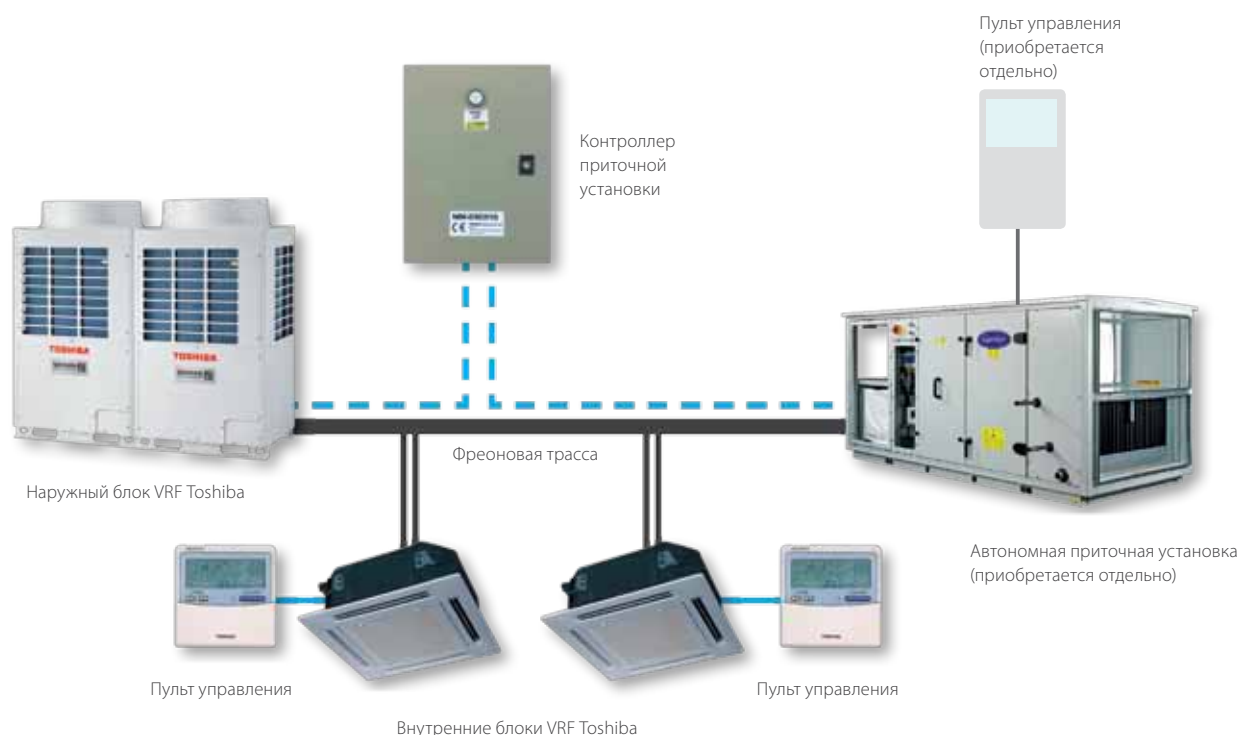 Пульт управления
(приобретается
отдельно)
Контроллер
приточной
установки
TOSHIBA
TOSHIBA
Фреоновая трасса
Наружный блок VRF Toshiba
Автономная приточная установка
(приобретается отдельно)
Пульт управления
Пульт управления
Внутренние блоки VRF Toshiba